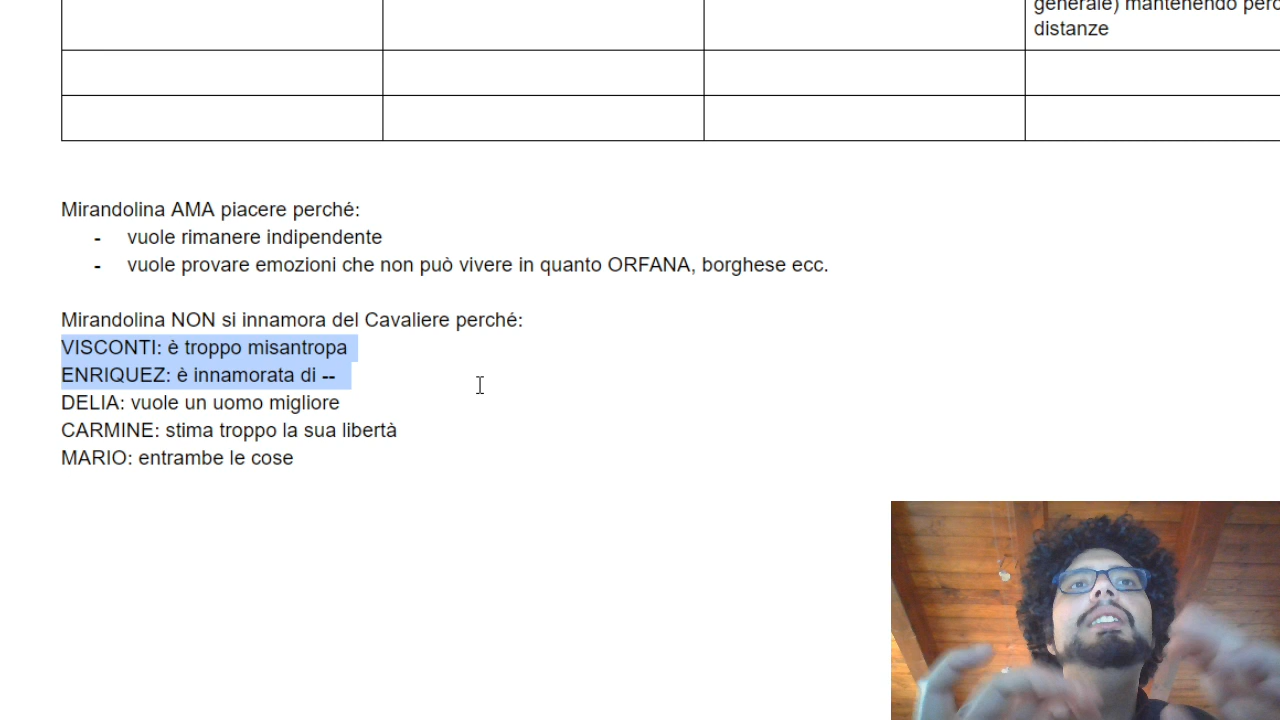 generale) mantenendo però
distanze
Mirandolina AMA piacere perché:
- vuole rimanere indipendente
- vuole provare emozioni che non può vivere in quanto ORFANA, borghese ecc.
Mirandolina NON si innamora del Cavaliere perché:
VISCONTI: è troppo misantropa
ENRIQUEZ: è innamorata di --
DELIA: vuole un uomo migliore
CARMINE: stima troppo la sua libertà
MARIO: entrambe le cose